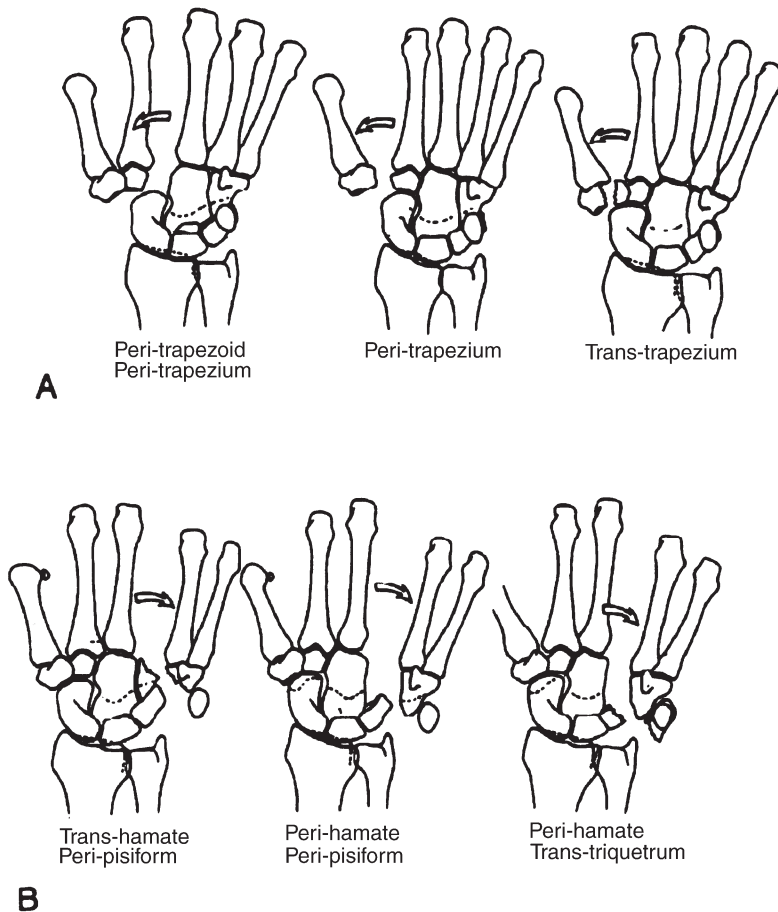 Peri-trapezoid
Peri-trapezium
Peri-trapezium
Trans-trapezium
A
Trans-hamate
Peri-pisiform
Peri-hamate
Peri-pisiform
Peri-hamate
Trans-triquetrum
B